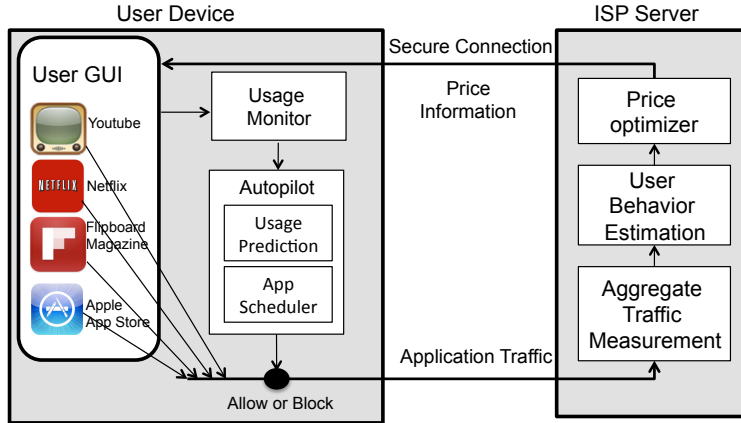 User Device
ISP Server
User GUI
Youtube
NETFLIX
Netflix
Flipboard
Magazine
Apple
App Store
Usage
Monitor
Autopilot
Usage
Prediction
App
Scheduler
Allow or Block
Secure Connection
Price
Information
Application Traffic
Price
optimizer
User
Behavior
Estimation
Aggregate
Traffic
Measurement